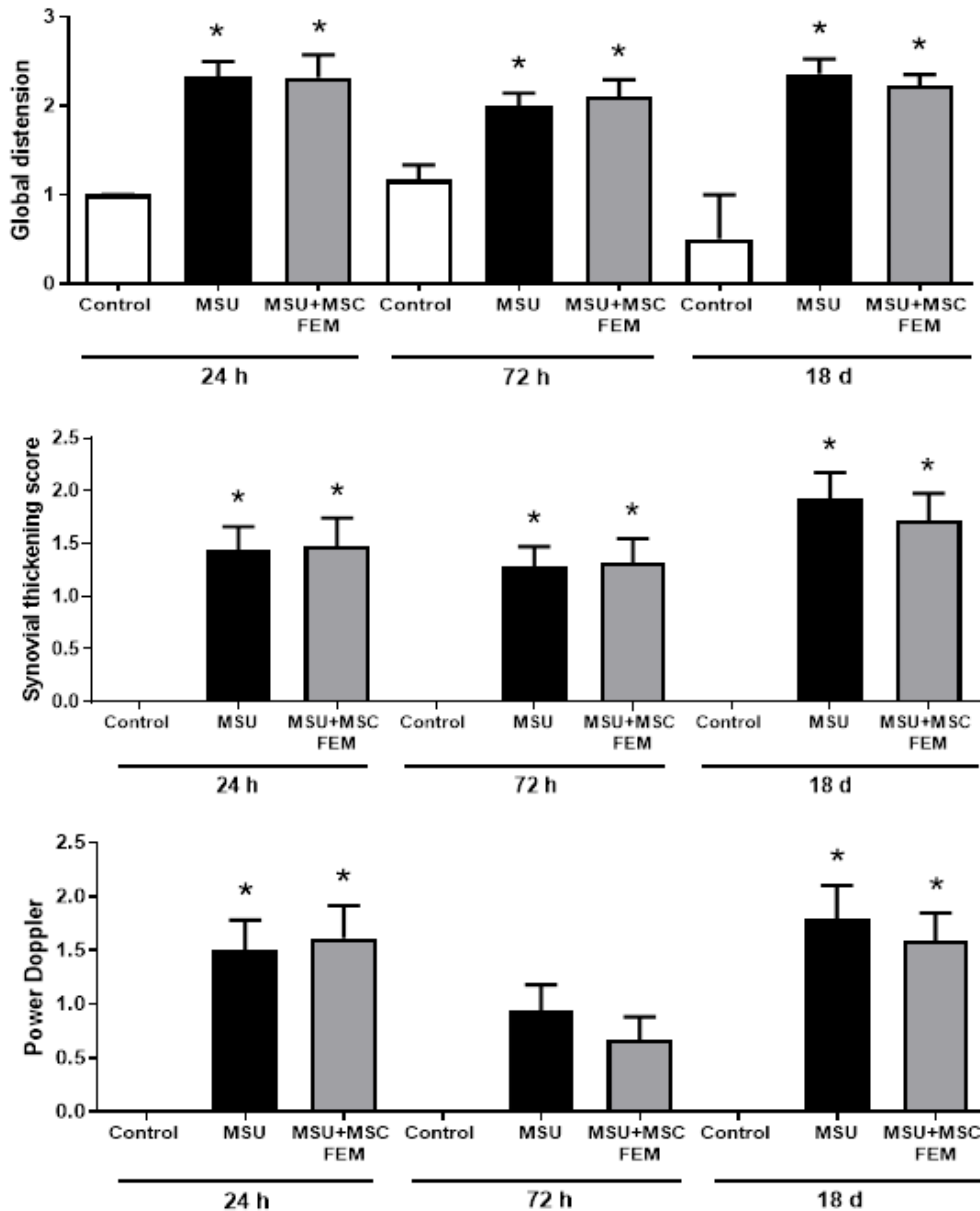 Global distension
3
2
1
0
* * * * * *
Control MSU MSU+MSC FEM Control MSU MSU+MSC FEM Control MSU MSU+MSC FEM
24 h 72 h 18 d
Synovial thickening score
2.5
2.0
1.5
1.0
0.5
0.0
* * * * * *
Control MSU MSU+MSC FEM Control MSU MSU+MSC FEM Control MSU MSU+MSC FEM
24 h 72 h 18 d
Power Doppler
2.5
2.0
1.5
1.0
0.5
0.0
* * * *
Control MSU MSU+MSC FEM Control MSU MSU+MSC FEM Control MSU MSU+MSC FEM
24 h 72 h 18 d